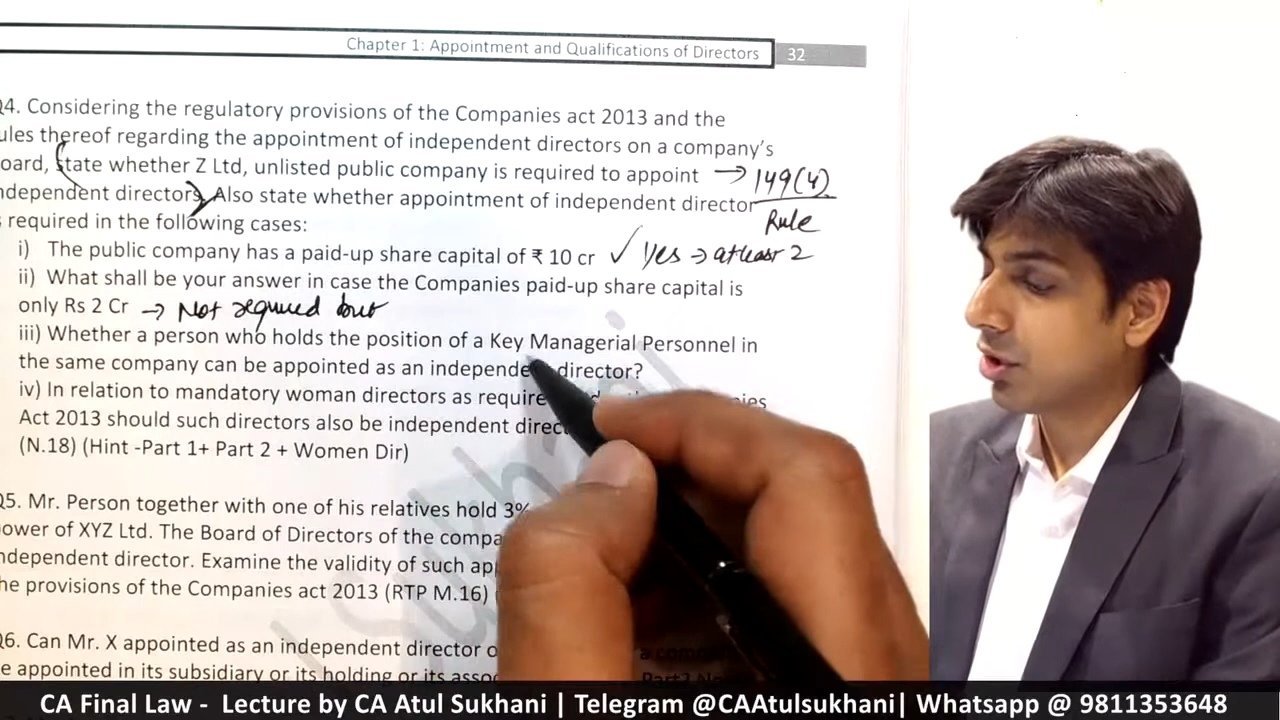 Chapter 1: Appointment and Qualifications of Directors 32
Q4. Considering the regulatory provisions of the Companies act 2013 and the
ules thereof regarding the appointment of independent directors on a company's
oard, state whether Z Ltd, unlisted public company is required to appoint → 149(4)
ndependent directors. Also state whether appointment of independent director Rule
s required in the following cases:
i) The public company has a paid-up share capital of ₹ 10 cr ✓ Yes → atleast 2
ii) What shall be your answer in case the Companies paid-up share capital is
only Rs 2 Cr → Not required but
iii) Whether a person who holds the position of a Key Managerial Personnel in
the same company can be appointed as an independe director?
iv) In relation to mandatory woman directors as require nies
Act 2013 should such directors also be independent direc
(N.18) (Hint -Part 1+ Part 2 + Women Dir)
Q5. Mr. Person together with one of his relatives hold 3%
ower of XYZ Ltd. The Board of Directors of the compa
ndependent director. Examine the validity of such ap
he provisions of the Companies act 2013 (RTP M.16)
Q6. Can Mr. X appointed as an independent director o a com
e appointed in its subsidiary or its holding or its asso
Sukhani
CA Final Law - Lecture by CA Atul Sukhani | Telegram @CAAtulsukhani| Whatsapp @ 9811353648